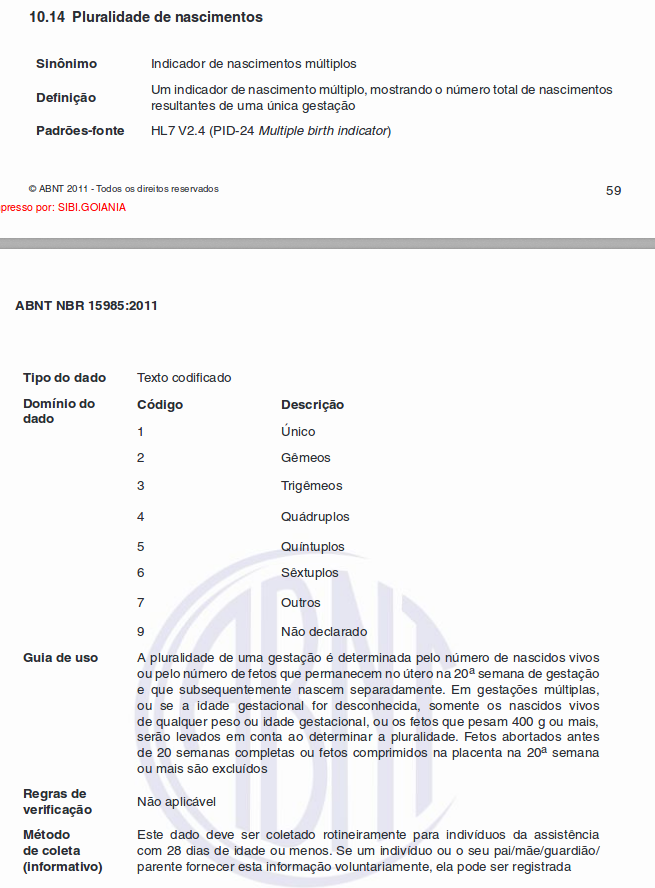 10.14 Pluralidade de nascimentos
Sinônimo Indicador de nascimentos múltiplos
Definição Um indicador de nascimento múltiplo, mostrando o número total de nascimentos
resultantes de uma única gestação
Padrões-fonte HL7 V2.4 (PID-24 Multiple birth indicator)
© ABNT 2011 - Todos os direitos reservados 59
presso por: SIBI.GOIANIA
ABNT NBR 15985:2011
Tipo do dado Texto codificado
Domínio do Código Descrição
dado
1 Único
2 Gêmeos
3 Trigêmeos
4 Quádruplos
5 Quíntuplos
6 Sêxtuplos
7 Outros
9 Não declarado
Guia de uso A pluralidade de uma gestação é determinada pelo número de nascidos vivos
ou pelo número de fetos que permanecem no útero na 20ª semana de gestação
e que subsequentemente nascem separadamente. Em gestações múltiplas,
ou se a idade gestacional for desconhecida, somente os nascidos vivos
de qualquer peso ou idade gestacional, ou os fetos que pesam 400 g ou mais,
serão levados em conta ao determinar a pluralidade. Fetos abortados antes
de 20 semanas completas ou fetos comprimidos na placenta na 20ª semana
ou mais são excluídos
Regras de
verificação Não aplicável
Método Este dado deve ser coletado rotineiramente para indivíduos da assistência
de coleta com 28 dias de idade ou menos. Se um indivíduo ou o seu pai/mãe/guardião/
(informativo) parente fornecer esta informação voluntariamente, ela pode ser registrada
ABNT